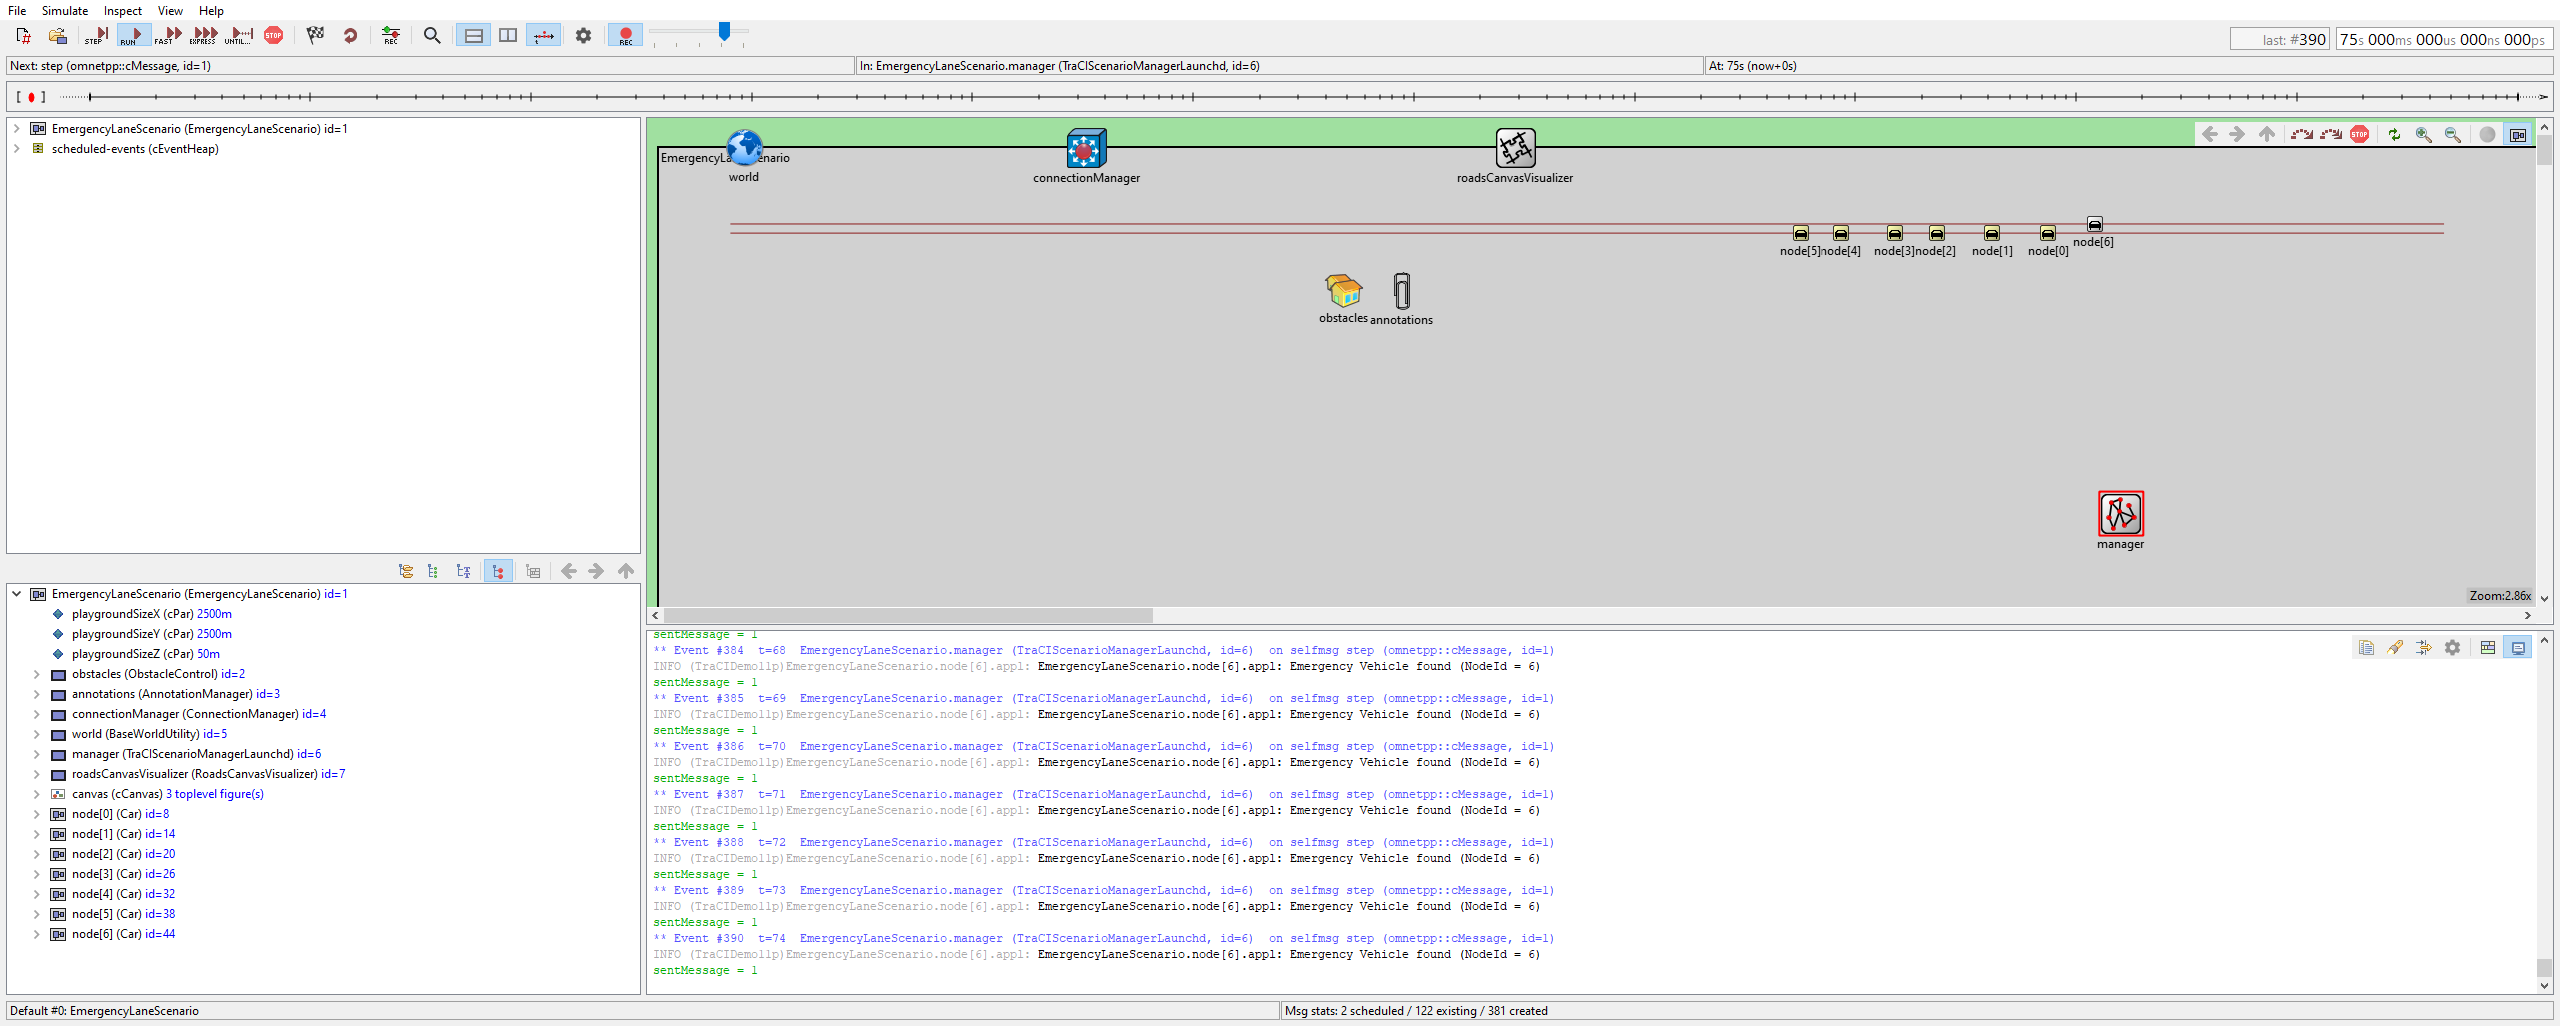 File Simulate Inspect View Help
STEP RUN FAST EXPRESS UNTIL... STOP REC REC
last: #390 75s 000ms 000us 000ns 000ps
Next: step (omnetpp::cMessage, id=1) In: EmergencyLaneScenario.manager (TraCIScenarioManagerLaunchd, id=6) At: 75s (now+0s)
EmergencyLaneScenario (EmergencyLaneScenario) id=1
scheduled-events (cEventHeap)
STOP
world
connectionManager
roadsCanvasVisualizer
node[5] node[4] node[3] node[2] node[1] node[0] node[6]
obstacles annotations
manager
Zoom:2.86x
EmergencyLaneScenario (EmergencyLaneScenario) id=1
playgroundSizeX (cPar) 2500m
playgroundSizeY (cPar) 2500m
playgroundSizeZ (cPar) 50m
obstacles (ObstacleControl) id=2
annotations (AnnotationManager) id=3
connectionManager (ConnectionManager) id=4
world (BaseWorldUtility) id=5
manager (TraCIScenarioManagerLaunchd) id=6
roadsCanvasVisualizer (RoadsCanvasVisualizer) id=7
canvas (cCanvas) 3 toplevel figure(s)
node[0] (Car) id=8
node[1] (Car) id=14
node[2] (Car) id=20
node[3] (Car) id=26
node[4] (Car) id=32
node[5] (Car) id=38
node[6] (Car) id=44
sentMessage = 1
** Event #384 t=68 EmergencyLaneScenario.manager (TraCIScenarioManagerLaunchd, id=6) on selfmsg step (omnetpp::cMessage, id=1)
INFO (TraCIDemo11p)EmergencyLaneScenario.node[6].appl: EmergencyLaneScenario.node[6].appl: Emergency Vehicle found (NodeId = 6)
sentMessage = 1
** Event #385 t=69 EmergencyLaneScenario.manager (TraCIScenarioManagerLaunchd, id=6) on selfmsg step (omnetpp::cMessage, id=1)
INFO (TraCIDemo11p)EmergencyLaneScenario.node[6].appl: EmergencyLaneScenario.node[6].appl: Emergency Vehicle found (NodeId = 6)
sentMessage = 1
** Event #386 t=70 EmergencyLaneScenario.manager (TraCIScenarioManagerLaunchd, id=6) on selfmsg step (omnetpp::cMessage, id=1)
INFO (TraCIDemo11p)EmergencyLaneScenario.node[6].appl: EmergencyLaneScenario.node[6].appl: Emergency Vehicle found (NodeId = 6)
sentMessage = 1
** Event #387 t=71 EmergencyLaneScenario.manager (TraCIScenarioManagerLaunchd, id=6) on selfmsg step (omnetpp::cMessage, id=1)
INFO (TraCIDemo11p)EmergencyLaneScenario.node[6].appl: EmergencyLaneScenario.node[6].appl: Emergency Vehicle found (NodeId = 6)
sentMessage = 1
** Event #388 t=72 EmergencyLaneScenario.manager (TraCIScenarioManagerLaunchd, id=6) on selfmsg step (omnetpp::cMessage, id=1)
INFO (TraCIDemo11p)EmergencyLaneScenario.node[6].appl: EmergencyLaneScenario.node[6].appl: Emergency Vehicle found (NodeId = 6)
sentMessage = 1
** Event #389 t=73 EmergencyLaneScenario.manager (TraCIScenarioManagerLaunchd, id=6) on selfmsg step (omnetpp::cMessage, id=1)
INFO (TraCIDemo11p)EmergencyLaneScenario.node[6].appl: EmergencyLaneScenario.node[6].appl: Emergency Vehicle found (NodeId = 6)
sentMessage = 1
** Event #390 t=74 EmergencyLaneScenario.manager (TraCIScenarioManagerLaunchd, id=6) on selfmsg step (omnetpp::cMessage, id=1)
INFO (TraCIDemo11p)EmergencyLaneScenario.node[6].appl: EmergencyLaneScenario.node[6].appl: Emergency Vehicle found (NodeId = 6)
sentMessage = 1
Default #0: EmergencyLaneScenario Msg stats: 2 scheduled / 122 existing / 381 created